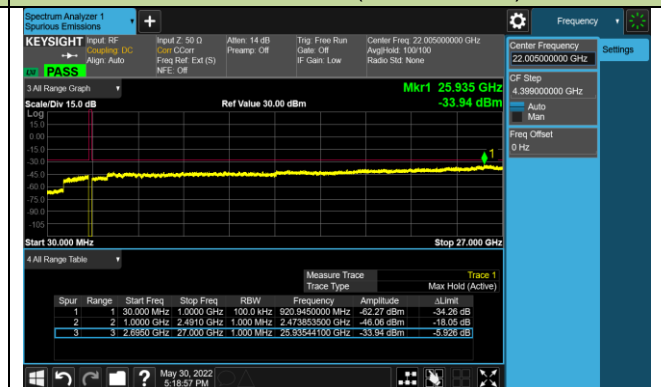 Spectrum Analyzer 1
Spurious Emissions
+
Frequency
KEYSIGHT
Input: RF
Coupling: DC
Align: Auto
Input Z: 50 Ω
Corr CCorr
Freq Ref: Ext (S)
NFE: Off
Atten: 14 dB
Preamp: Off
Trig: Free Run
Gate: Off
IF Gain: Low
Center Freq: 22.005000000 GHz
Avg|Hold: 100/100
Radio Std: None
PASS
Center Frequency
22.005000000 GHz
Settings
CF Step
4.399000000 GHz
Auto
Man
Freq Offset
0 Hz
3 All Range Graph
Scale/Div 15.0 dB
Ref Value 30.00 dBm
Mkr1 25.935 GHz
-33.94 dBm
Log
15.0
0.00
-15.0
-30.0
-45.0
-60.0
-75.0
-90.0
-105
1
Start 30.000 MHz
Stop 27.000 GHz
4 All Range Table
Measure Trace Trace 1
Trace Type Max Hold (Active)
Spur Range Start Freq Stop Freq RBW Frequency Amplitude ΔLimit
1 1 30.000 MHz 1.0000 GHz 100.0 kHz 920.9450000 MHz -62.27 dBm -34.26 dB
2 2 1.0000 GHz 2.4910 GHz 1.000 MHz 2.473853500 GHz -46.06 dBm -18.05 dB
3 3 2.6950 GHz 27.000 GHz 1.000 MHz 25.93544100 GHz -33.94 dBm -5.926 dB
?
May 30, 2022
5:18:57 PM